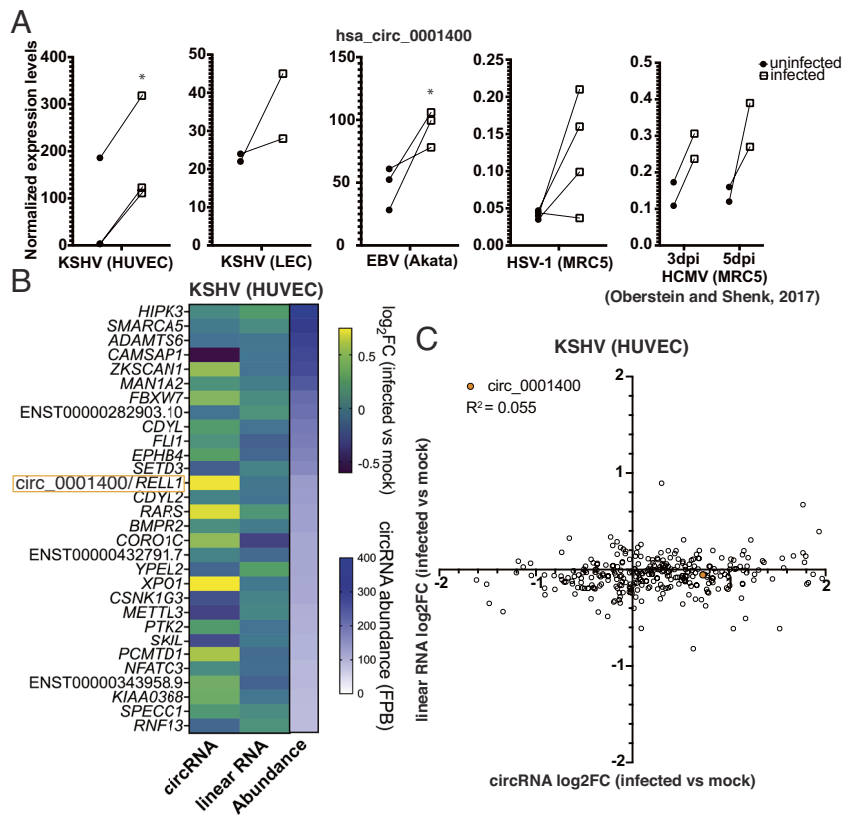 A
hsa_circ_0001400
Normalized expression levels
400
300
200
100
0
*
KSHV (HUVEC)
50
40
30
20
10
0
KSHV (LEC)
150
100
50
0
*
EBV (Akata)
0.25
0.20
0.15
0.10
0.05
0.00
HSV-1 (MRC5)
0.5
0.4
0.3
0.2
0.1
0.0
3dpi
5dpi
HCMV (MRC5)
(Oberstein and Shenk, 2017)
uninfected
infected
B
KSHV (HUVEC)
HIPK3
SMARCA5
ADAMTS6
CAMSAP1
ZKSCAN1
MAN1A2
FBXW7
ENST00000282903.10
CDYL
FLI1
EPHB4
SETD3
circ_0001400/RELL1
CDYL2
RARS
BMPR2
CORO1C
ENST00000432791.7
YPEL2
XPO1
CSNK1G3
METTL3
PTK2
SKIL
PCMTD1
NFATC3
ENST00000343958.9
KIAA0368
SPECC1
RNF13
circRNA
linear RNA
Abundance
0.5
0
-0.5
log2FC (infected vs mock)
400
300
200
100
0
circRNA abundance (FPB)
C
KSHV (HUVEC)
circ_0001400
R2 = 0.055
2
1
-1
-2
-2
-1
1
2
linear RNA log2FC (infected vs mock)
circRNA log2FC (infected vs mock)